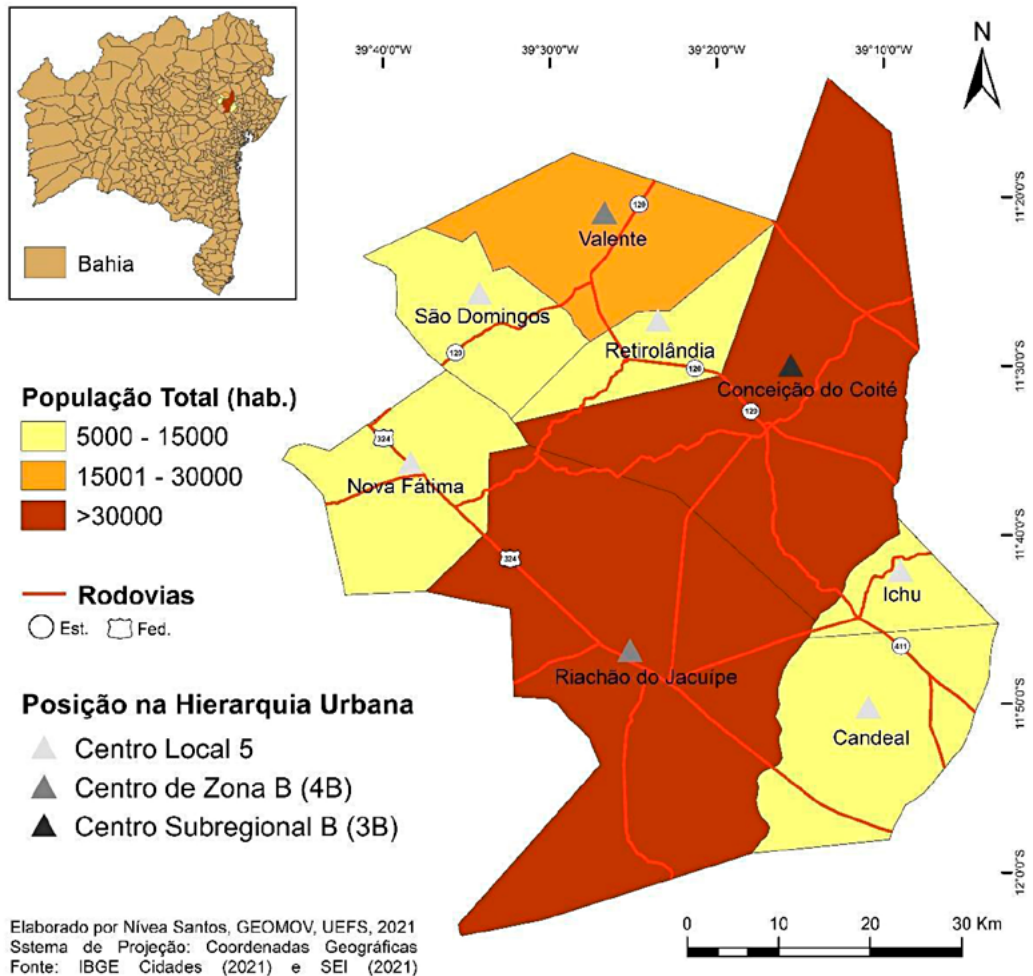 39°40'0"W
39°30'0"W
39°20'0"W
39°10'0"W
N
Bahia
11°20'0"S
120
Valente
São Domingos
120
Retirolândia
120
11°30'0"S
Conceição do Coité
120
População Total (hab.)
5000 - 15000
15001 - 30000
>30000
324
Nova Fátima
11°40'0"S
324
Ichu
Rodovias
Est.
Fed.
411
Riachão do Jacuípe
11°50'0"S
Candeal
Posição na Hierarquia Urbana
Centro Local 5
Centro de Zona B (4B)
Centro Subregional B (3B)
12°0'0"S
0 10 20 30 Km
Elaborado por Nívea Santos, GEOMOV, UEFS, 2021
Sstema de Projeção: Coordenadas Geográficas
Fonte: IBGE Cidades (2021) e SEI (2021)